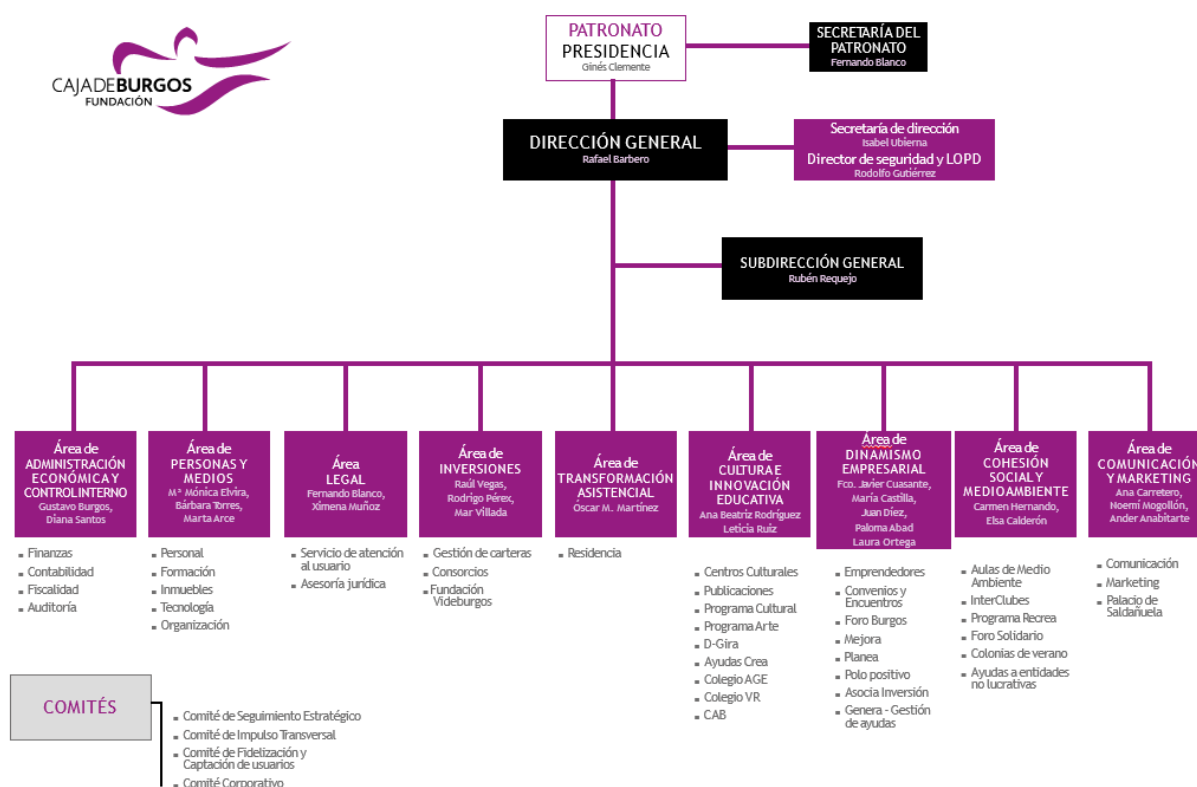 CAJADEBURGOS
FUNDACIÓN
PATRONATO
PRESIDENCIA
Ginés Clemente
SECRETARÍA DEL
PATRONATO
Fernando Blanco
DIRECCIÓN GENERAL
Rafael Barbero
Secretaría de dirección
Isabel Ubierna
Director de seguridad y LOPD
Rodolfo Gutiérrez
SUBDIRECCIÓN GENERAL
Rubén Requejo
Área de
ADMINISTRACIÓN
ECONÓMICA Y
CONTROL INTERNO
Gustavo Burgos,
Diana Santos
Finanzas
Contabilidad
Fiscalidad
Auditoría
Área de
PERSONAS Y
MEDIOS
Mª Mónica Elvira,
Bárbara Torres,
Marta Arce
Personal
Formación
Inmuebles
Tecnología
Organización
Área
LEGAL
Fernando Blanco,
Ximena Muñoz
Servicio de atención
al usuario
Asesoría jurídica
Área de
INVERSIONES
Raúl Vegas,
Rodrigo Pérex,
Mar Villada
Gestión de carteras
Consorcios
Fundación
Videburgos
Área de
TRANSFORMACIÓN
ASISTENCIAL
Óscar M. Martínez
Residencia
Área de
CULTURA E
INNOVACIÓN
EDUCATIVA
Ana Beatriz Rodríguez
Leticia Ruiz
Centros Culturales
Publicaciones
Programa Cultural
Programa Arte
D-Gira
Ayudas Crea
Colegio AGE
Colegio VR
CAB
Área de
DINAMISMO
EMPRESARIAL
Fco. Javier Cuasante,
María Castilla,
Juan Díez,
Paloma Abad
Laura Ortega
Emprendedores
Convenios y
Encuentros
Foro Burgos
Mejora
Planea
Polo positivo
Asocia Inversión
Genera - Gestión
de ayudas
Área de
COHESIÓN
SOCIAL Y
MEDIOAMBIENTE
Carmen Hernando,
Elsa Calderón
Aulas de Medio
Ambiente
InterClubes
Programa Recrea
Foro Solidario
Colonias de verano
Ayudas a entidades
no lucrativas
Área de
COMUNICACIÓN
Y MARKETING
Ana Carretero,
Noemí Mogollón,
Ander Anabitarte
Comunicación
Marketing
Palacio de
Saldañuela
COMITÉS
Comité de Seguimiento Estratégico
Comité de Impulso Transversal
Comité de Fidelización y
Captación de usuarios
Comité Corporativo